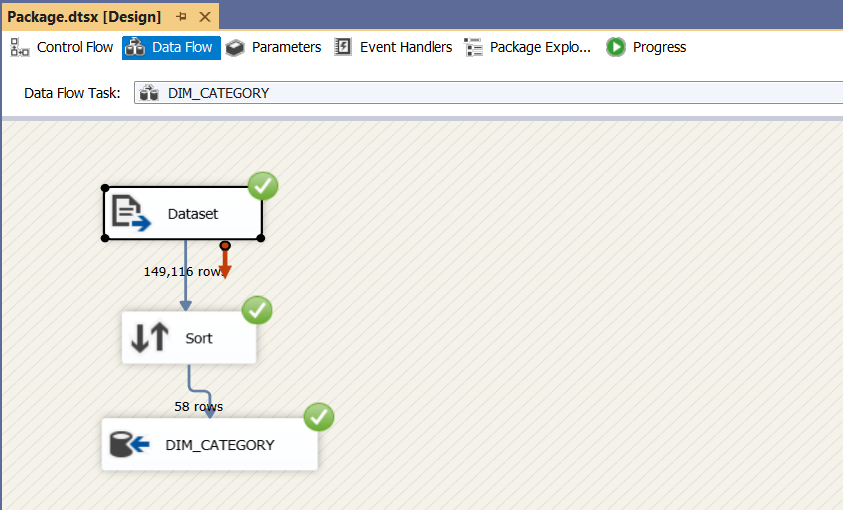 Package.dtsx [Design]
Control Flow Data Flow Parameters Event Handlers Package Explo... Progress
Data Flow Task: DIM_CATEGORY
Dataset
149,116 rows
Sort
58 rows
DIM_CATEGORY